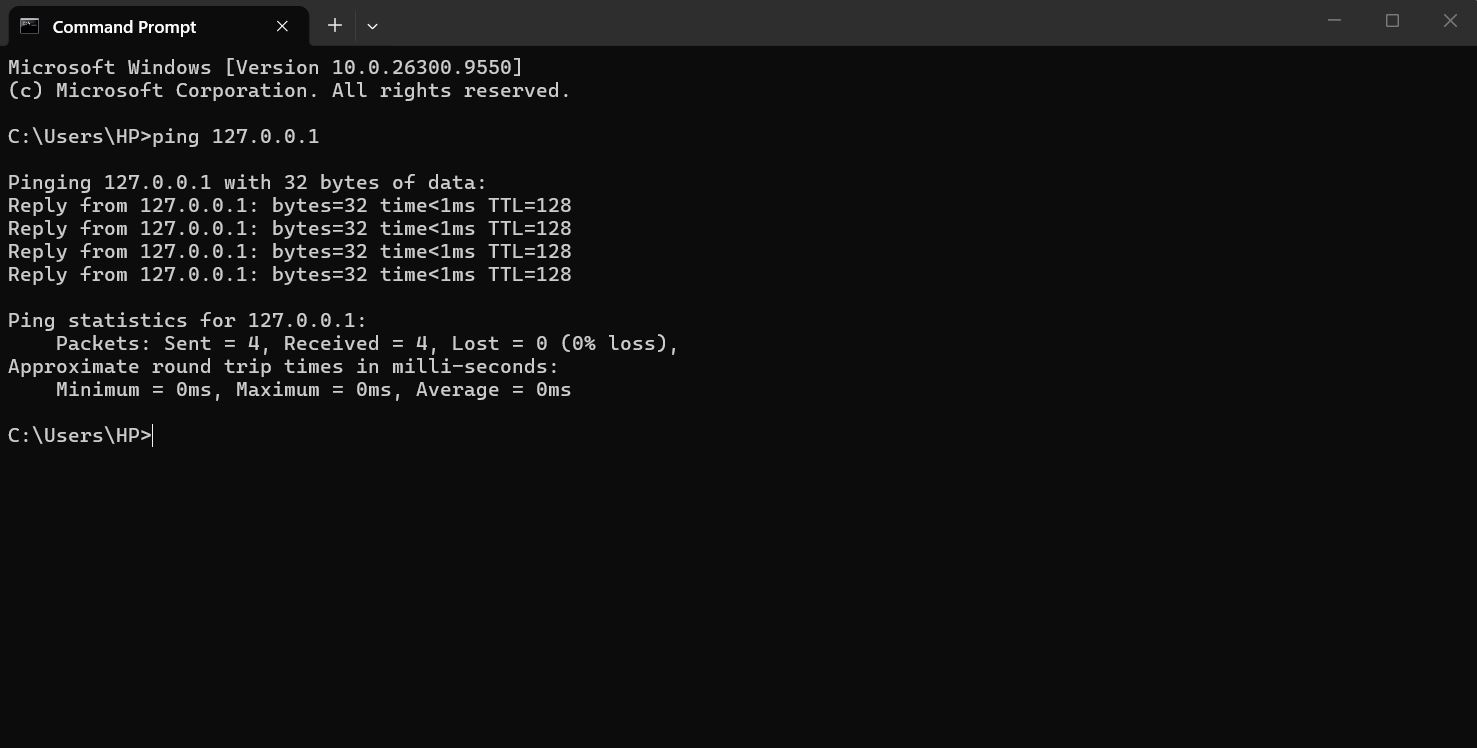 Command Prompt
Microsoft Windows [Version 10.0.26300.9550]
(c) Microsoft Corporation. All rights reserved.
C:\Users\HP>ping 127.0.0.1
Pinging 127.0.0.1 with 32 bytes of data:
Reply from 127.0.0.1: bytes=32 time<1ms TTL=128
Reply from 127.0.0.1: bytes=32 time<1ms TTL=128
Reply from 127.0.0.1: bytes=32 time<1ms TTL=128
Reply from 127.0.0.1: bytes=32 time<1ms TTL=128
Ping statistics for 127.0.0.1:
    Packets: Sent = 4, Received = 4, Lost = 0 (0% loss),
Approximate round trip times in milli-seconds:
    Minimum = 0ms, Maximum = 0ms, Average = 0ms
C:\Users\HP>